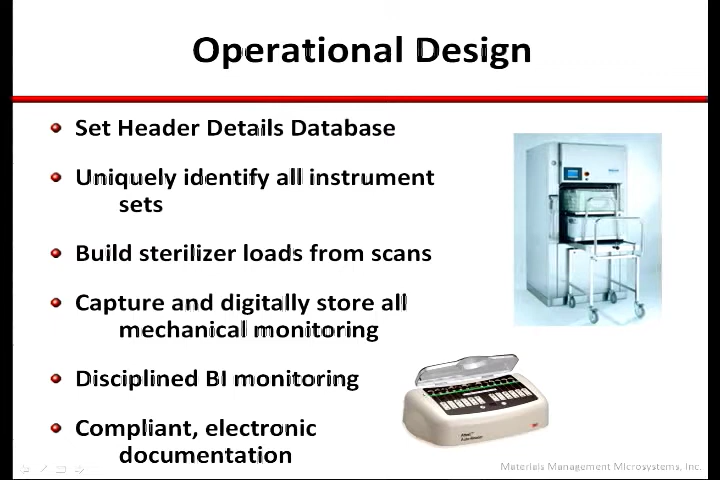 Operational Design
Set Header Details Database
Uniquely identify all instrument
sets
Build sterilizer loads from scans
Capture and digitally store all
mechanical monitoring
Disciplined BI monitoring
Compliant, electronic
documentation
3M
Materials Management Microsystems, Inc.